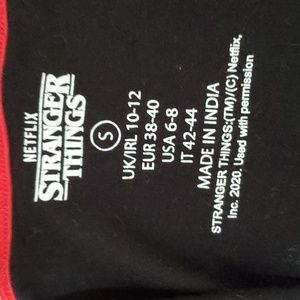 NETFLIX
STRANGER
THINGS
S
UK/IRL 10-12
EUR 38-40
USA 6-8
IT 42-44
MADE IN INDIA
STRANGER THINGS:(TM)/(C) Netflix,
Inc. 2020. Used with permission